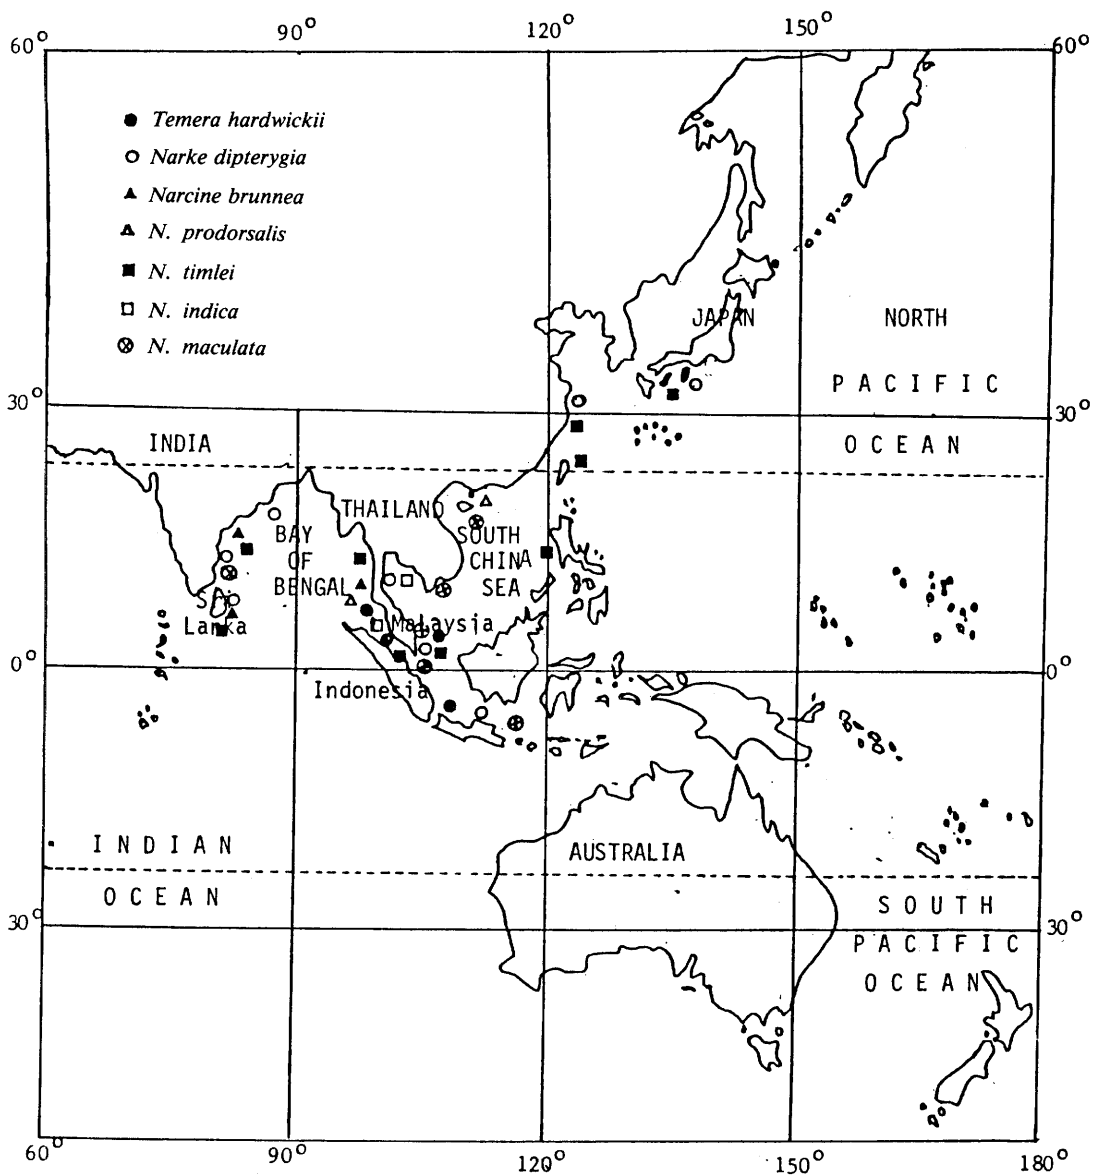 90° 120° 150°
60° 60°
Temera hardwickii
Narke dipterygia
Narcine brunnea
N. prodorsalis
N. timlei
N. indica
N. maculata
JAPAN NORTH
PACIFIC
30° 30°
INDIA OCEAN
THAILAND
BAY SOUTH
OF CHINA
BENGAL SEA
Sri
Lanka Malaysia
0° 0°
Indonesia
INDIAN AUSTRALIA
OCEAN SOUTH
30° 30°
PACIFIC
OCEAN
60° 90° 120° 150° 180°